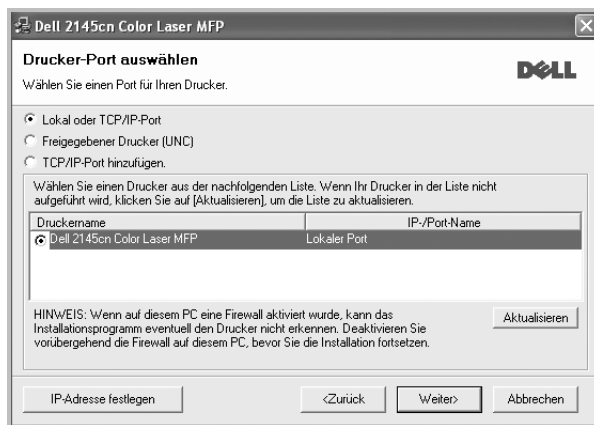 Dell 2145cn Color Laser MFP
Drucker-Port auswählen
Wählen Sie einen Port für Ihren Drucker.
DELL
Lokal oder TCP/IP-Port
Freigegebener Drucker (UNC)
TCP/IP-Port hinzufügen.
Wählen Sie einen Drucker aus der nachfolgenden Liste. Wenn Ihr Drucker in der Liste nicht
aufgeführt wird, klicken Sie auf [Aktualisieren], um die Liste zu aktualisieren.
Druckername IP-/Port-Name
Dell 2145cn Color Laser MFP Lokaler Port
HINWEIS: Wenn auf diesem PC eine Firewall aktiviert wurde, kann das
Installationsprogramm eventuell den Drucker nicht erkennen. Deaktivieren Sie
vorübergehend die Firewall auf diesem PC, bevor Sie die Installation fortsetzen.
Aktualisieren
IP-Adresse festlegen <Zurück Weiter> Abbrechen